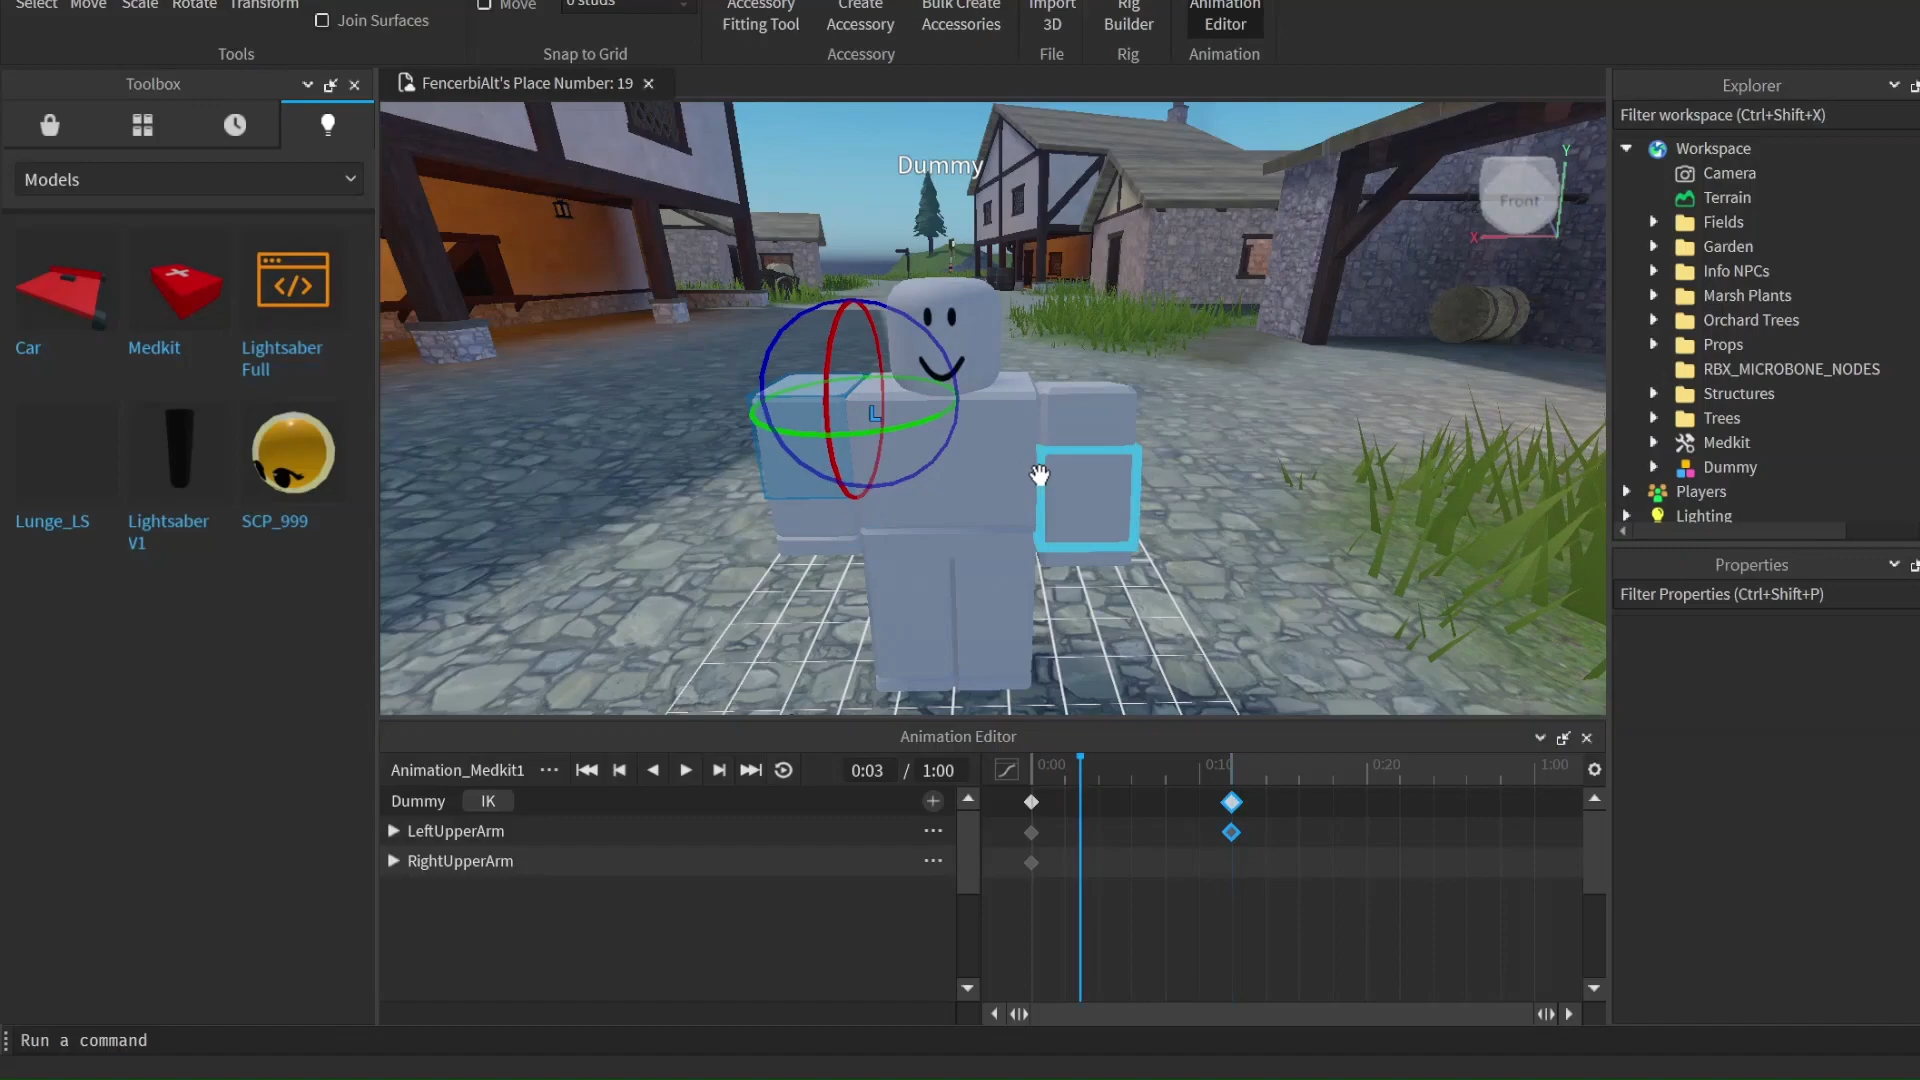 Select Move Scale Rotate Transform
Join Surfaces
Move
0 studs
Accessory
Fitting Tool
Create
Accessory
Bulk Create
Accessories
Import
3D
Rig
Builder
Animation
Editor
Tools
Snap to Grid
Accessory
File
Rig
Animation
Toolbox
FencerbiAlt's Place Number: 19
Explorer
Filter workspace (Ctrl+Shift+X)
Models
Car
Medkit
Lightsaber
Full
Lunge_LS
Lightsaber
V1
SCP_999
Dummy
Front
Y
X
L
Workspace
Camera
Terrain
Fields
Garden
Info NPCs
Marsh Plants
Orchard Trees
Props
RBX_MICROBONE_NODES
Structures
Trees
Medkit
Dummy
Players
Lighting
Properties
Filter Properties (Ctrl+Shift+P)
Animation Editor
Animation_Medkit1
0:03 / 1:00
0:00 0:10 0:20 1:00
Dummy IK
LeftUpperArm
RightUpperArm
Run a command